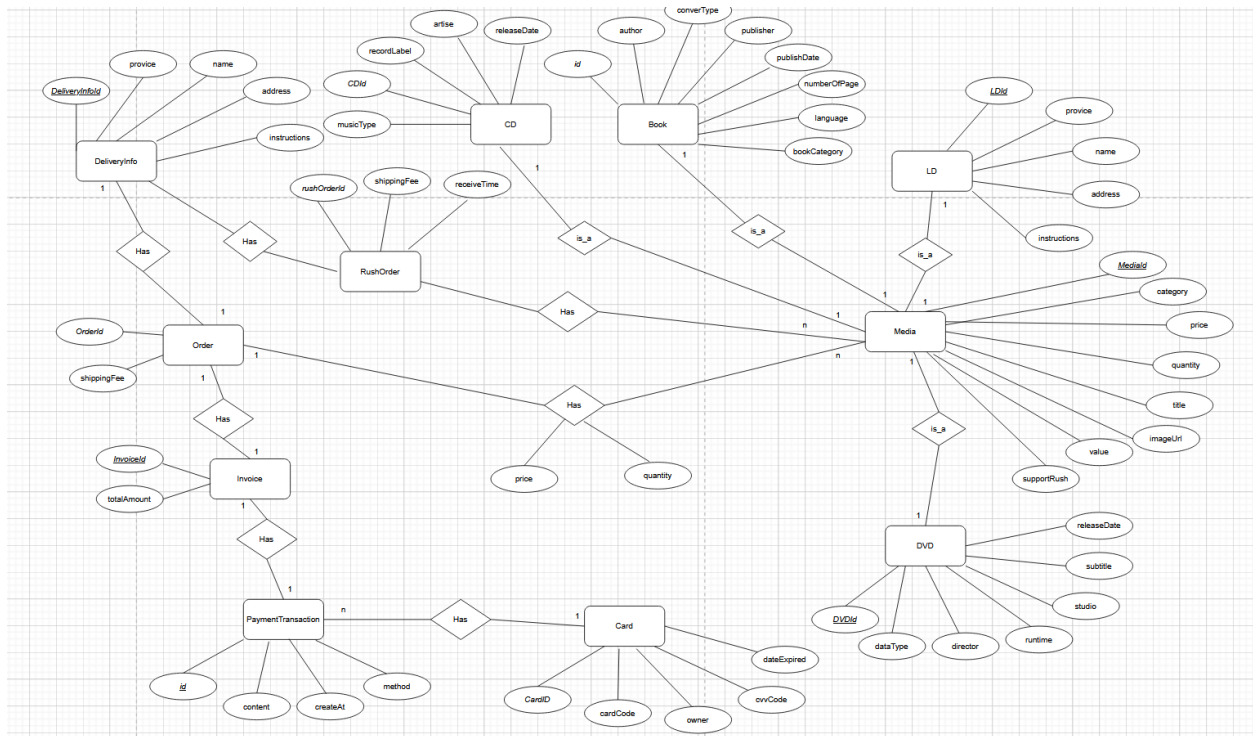 converType
artise
releaseDate
author
publisher
recordLabel
provice
name
id
publishDate
DeliveryInfoId
CDId
address
numberOfPage
LDId
provice
musicType
CD
Book
language
instructions
bookCategory
name
DeliveryInfo
LD
1
1
1
shippingFee
receiveTime
rushOrderId
address
1
is_a
Has
Has
is_a
instructions
is_a
RushOrder
MediaId
category
1
1
Has
1
1
price
OrderId
n
Media
Order
1
n
1
quantity
shippingFee
1
title
Has
Has
is_a
imageUrl
1
value
InvoiceId
Invoice
price
quantity
supportRush
totalAmount
1
1
releaseDate
Has
DVD
subtitle
1
n
1
studio
PaymentTransaction
Has
Card
DVDId
dataType
director
runtime
dateExpired
id
method
content
createAt
CardID
cardCode
owner
cvvCode